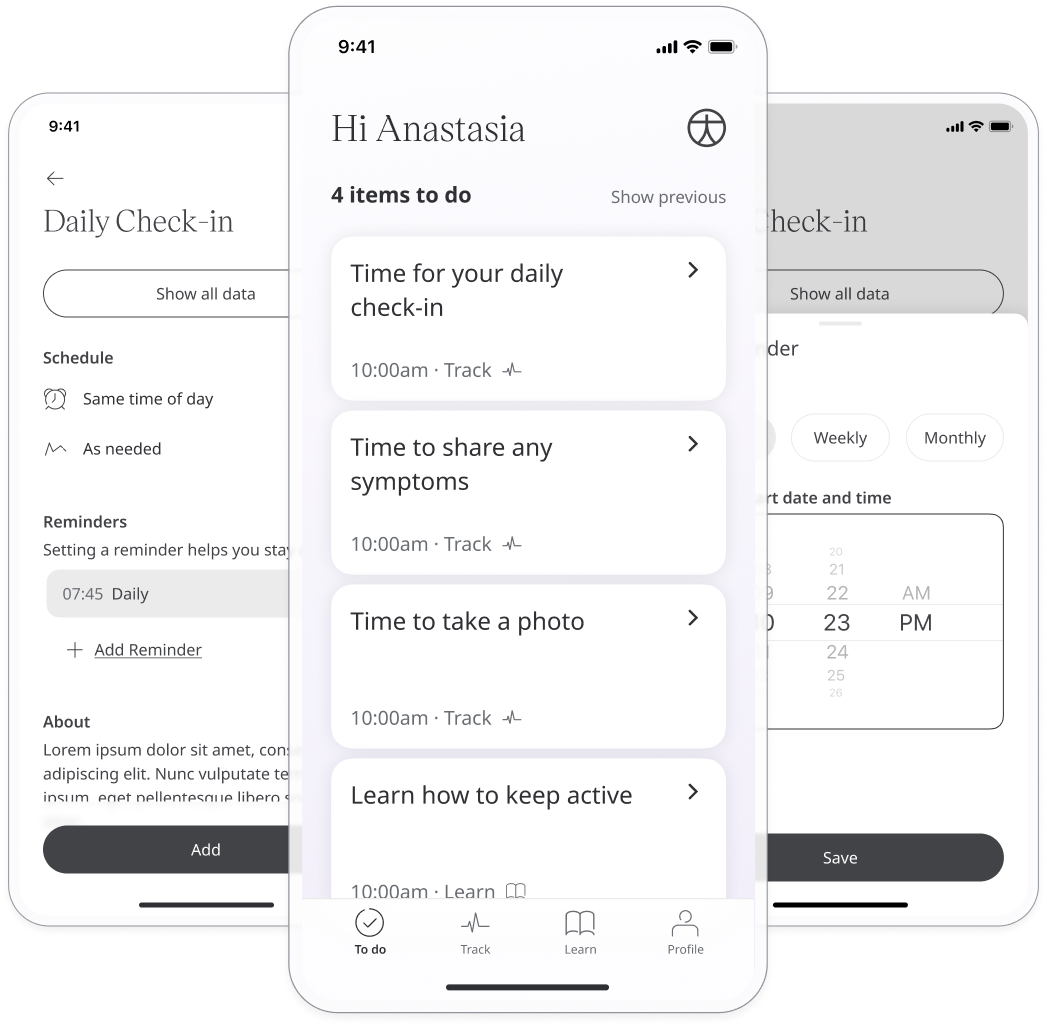 9:41
Daily Check-in
Show all data
Schedule
Same time of day
As needed
Reminders
Setting a reminder helps you stay
07:45 Daily
Add Reminder
About
Lorem ipsum dolor sit amet,
adipiscing elit. Nunc vulputate
ipsum, eget pellentesque libero
Add
9:41
Hi Anastasia
4 items to do
Show previous
Time for your daily
check-in
10:00am · Track
Time to share any
symptoms
10:00am · Track
Time to take a photo
10:00am · Track
Learn how to keep active
10:00am · Learn
To do
Track
Learn
Profile
heck-in
Show all data
der
Weekly
Monthly
rt date and time
20
21
22 AM
23 PM
24
25
26
Save